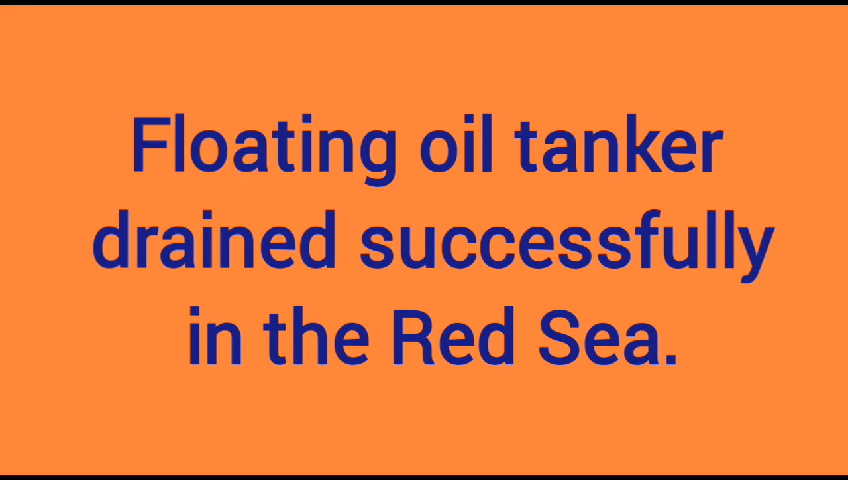 Floating oil tanker
drained successfully
in the Red Sea.